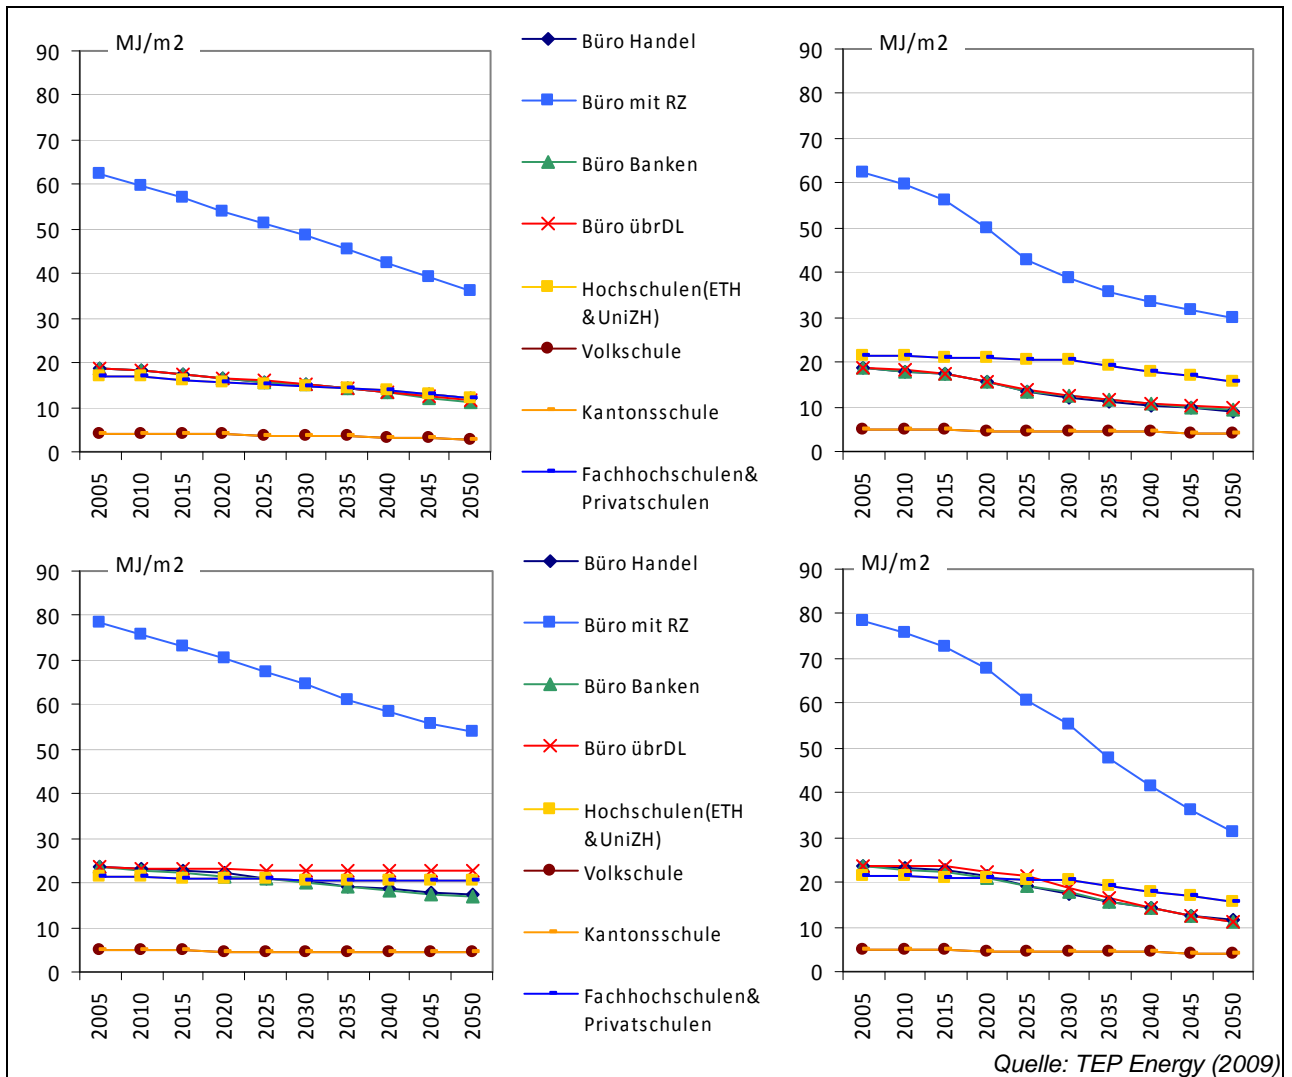 MJ/m2
90
80
70
60
50
40
30
20
10
0
2005 2010 2015 2020 2025 2030 2035 2040 2045 2050
Büro Handel
Büro mit RZ
Büro Banken
Büro übrDL
Hochschulen(ETH
&UniZH)
Volkschule
Kantonsschule
Fachhochschulen&
Privatschulen
MJ/m2
90
80
70
60
50
40
30
20
10
0
2005 2010 2015 2020 2025 2030 2035 2040 2045 2050
MJ/m2
90
80
70
60
50
40
30
20
10
0
2005 2010 2015 2020 2025 2030 2035 2040 2045 2050
Büro Handel
Büro mit RZ
Büro Banken
Büro übrDL
Hochschulen(ETH
&UniZH)
Volkschule
Kantonsschule
Fachhochschulen&
Privatschulen
MJ/m2
90
80
70
60
50
40
30
20
10
0
2005 2010 2015 2020 2025 2030 2035 2040 2045 2050
Quelle: TEP Energy (2009)